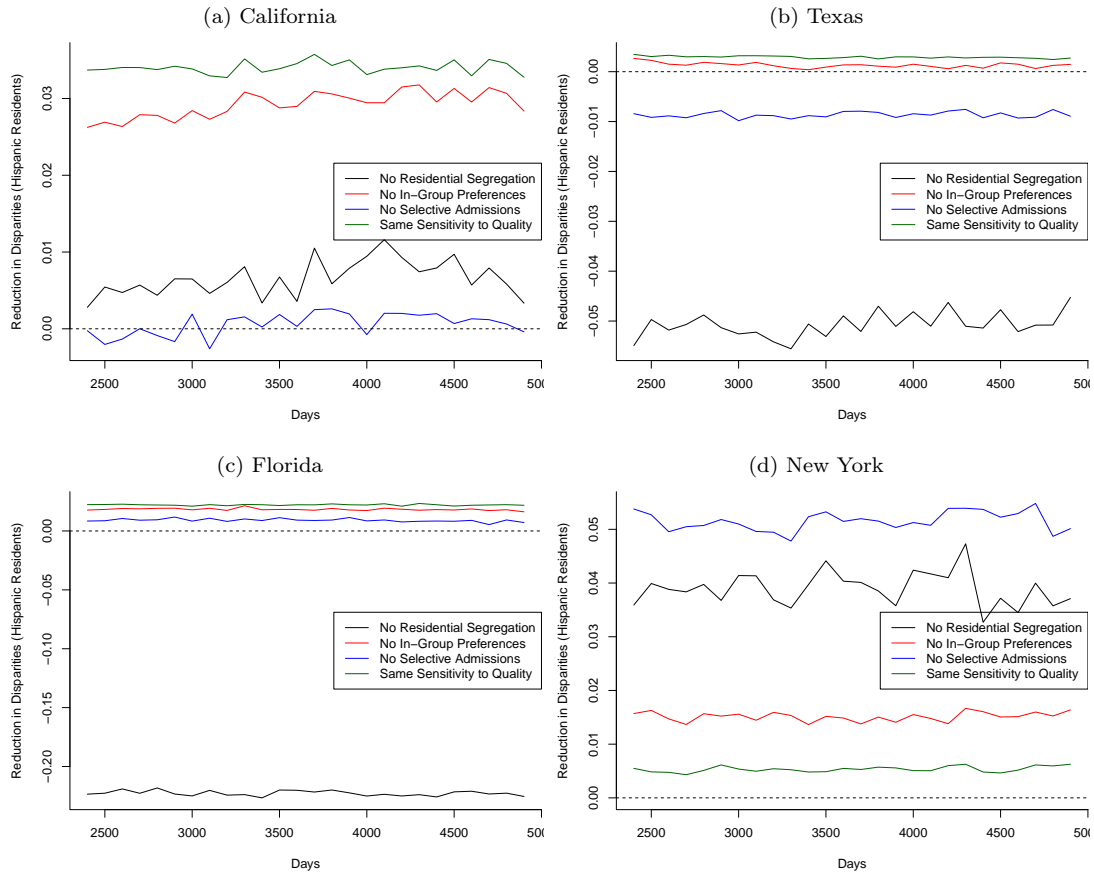 (a) California
Reduction in Disparities (Hispanic Residents)
0.03
0.02
0.01
0.00
No Residential Segregation
No In−Group Preferences
No Selective Admissions
Same Sensitivity to Quality
2500 3000 3500 4000 4500 500
Days
(b) Texas
Reduction in Disparities (Hispanic Residents)
0.00
−0.01
−0.02
−0.03
−0.04
−0.05
No Residential Segregation
No In−Group Preferences
No Selective Admissions
Same Sensitivity to Quality
2500 3000 3500 4000 4500 500
Days
(c) Florida
Reduction in Disparities (Hispanic Residents)
0.00
−0.05
−0.10
−0.15
−0.20
No Residential Segregation
No In−Group Preferences
No Selective Admissions
Same Sensitivity to Quality
2500 3000 3500 4000 4500 500
Days
(d) New York
Reduction in Disparities (Hispanic Residents)
0.05
0.04
0.03
0.02
0.01
0.00
No Residential Segregation
No In−Group Preferences
No Selective Admissions
Same Sensitivity to Quality
2500 3000 3500 4000 4500 500
Days